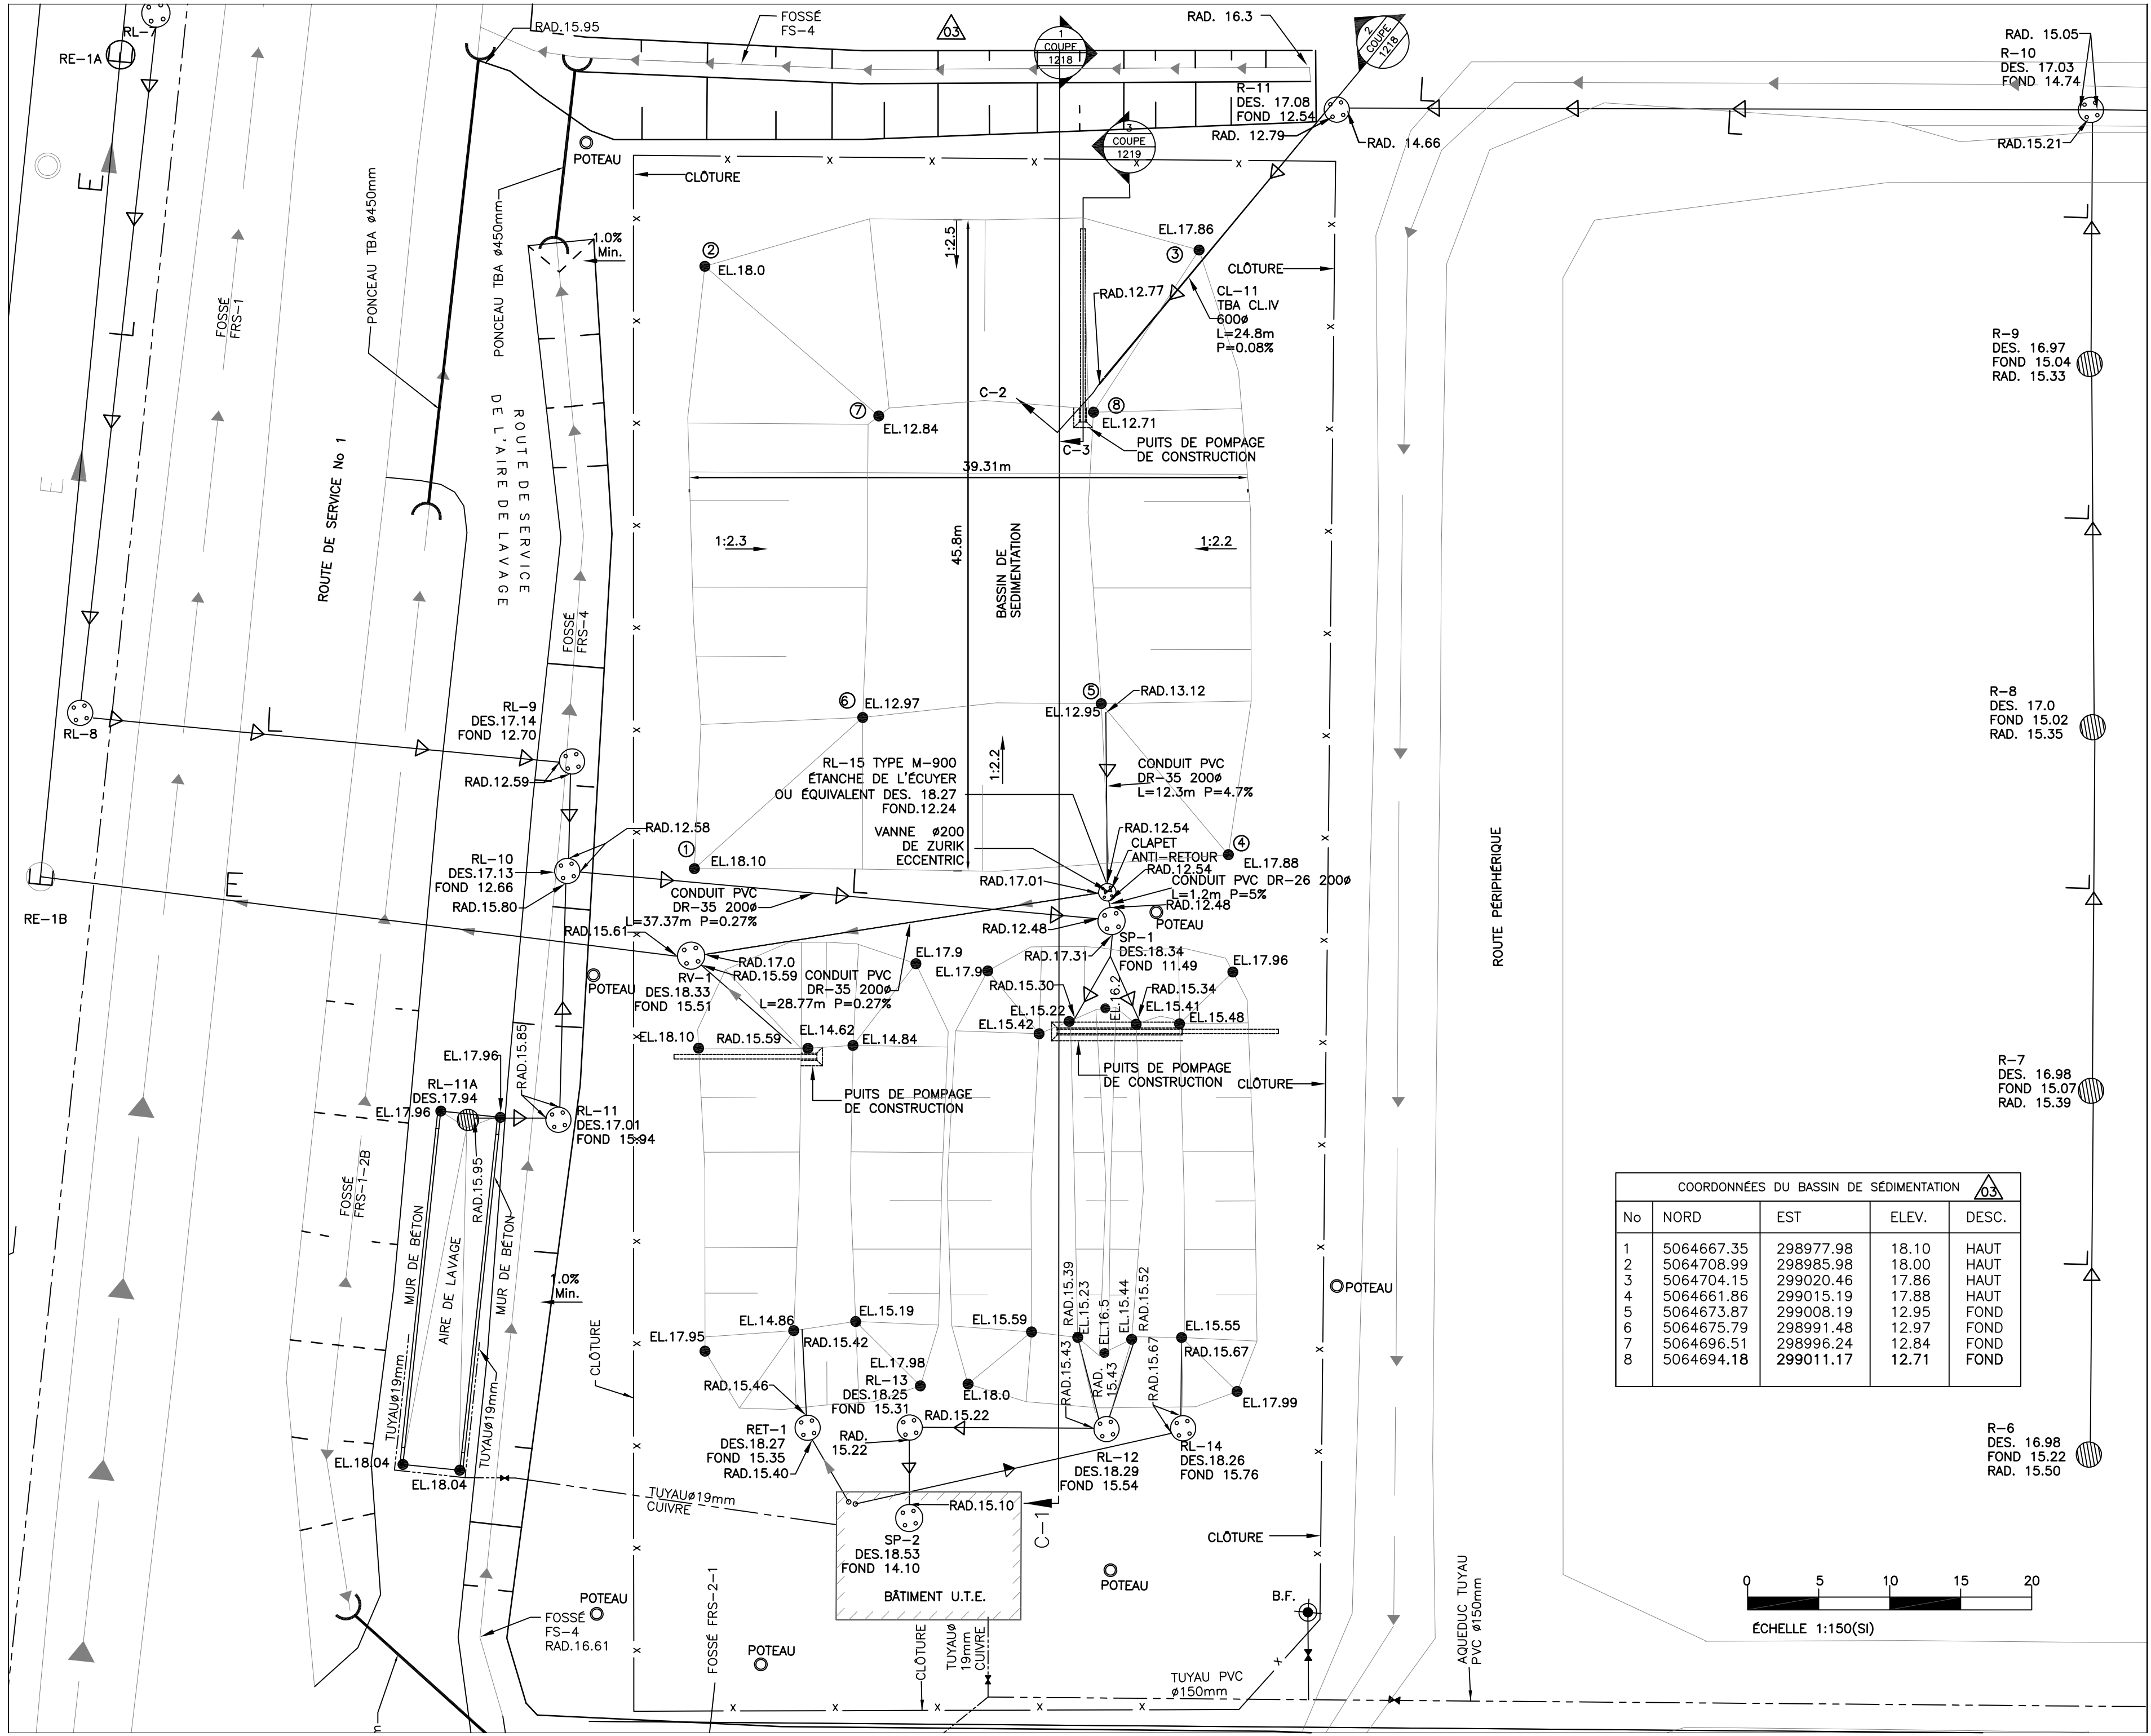 RL-7
RE-1A
RAD.15.95
FOSSÉ
FS-4
03
1
COUPE
1218
RAD. 16.3
2
COUPE
1218
RAD. 15.05
R-10
DES. 17.03
FOND 14.74
R-11
DES. 17.08
FOND 12.54
RAD. 12.79
RAD. 14.66
RAD.15.21
3
COUPE
1219
POTEAU
CLÔTURE
E
L
PONCEAU TBA ø450mm
PONCEAU TBA ø450mm
1.0%
Min.
FOSSÉ
FRS-1
2
EL.18.0
1:2.5
EL.17.86
3
CLÔTURE
RAD.12.77
CL-11
TBA CL.IV
600ø
L=24.8m
P=0.08%
C-2
7
EL.12.84
8
EL.12.71
PUITS DE POMPAGE
DE CONSTRUCTION
C-3
39.31m
R-9
DES. 16.97
FOND 15.04
RAD. 15.33
ROUTE DE SERVICE No 1
ROUTE DE SERVICE
DE L'AIRE DE LAVAGE
1:2.3
1:2.2
45.8m
BASSIN DE
SEDIMENTATION
FOSSÉ
FRS-4
6
EL.12.97
5
EL.12.95
RAD.13.12
R-8
DES. 17.0
FOND 15.02
RAD. 15.35
RL-8
L
RL-9
DES.17.14
FOND 12.70
RAD.12.59
1:2.2
RL-15 TYPE M-900
ÉTANCHE DE L'ÉCUYER
OU ÉQUIVALENT DES. 18.27
FOND.12.24
CONDUIT PVC
DR-35 200ø
L=12.3m P=4.7%
VANNE ø200
DE ZURIK
ECCENTRIC
RAD.12.54
CLAPET
ANTI-RETOUR
RAD.12.54
4
EL.17.88
RAD.12.58
RL-10
DES.17.13
FOND 12.66
RAD.15.80
1
EL.18.10
CONDUIT PVC
DR-35 200ø
L=37.37m P=0.27%
L
RAD.17.01
CONDUIT PVC DR-26 200ø
L=1.2m P=5%
RAD.12.48
RAD.12.48
POTEAU
SP-1
DES.18.34
FOND 11.49
RE-1B
E
RAD.15.61
RAD.17.0
RAD.15.59
RV-1
DES.18.33
FOND 15.51
POTEAU
CONDUIT PVC
DR-35 200ø
L=28.77m P=0.27%
EL.17.9
EL.17.9
RAD.17.31
EL.17.96
RAD.15.30
EL.16.2
RAD.15.34
EL.15.22
EL.15.41
EL.15.42
EL.15.48
EL.18.10
RAD.15.59
EL.14.62
EL.14.84
ROUTE PÉRIPHÉRIQUE
PUITS DE POMPAGE
DE CONSTRUCTION
PUITS DE POMPAGE
DE CONSTRUCTION
CLÔTURE
RAD.15.85
EL.17.96
RL-11A
DES.17.94
EL.17.96
RL-11
DES.17.01
FOND 15.94
R-7
DES. 16.98
FOND 15.07
RAD. 15.39
FOSSÉ
FRS-1-2B
MUR DE BÉTON
AIRE DE LAVAGE
RAD.15.95
MUR DE BÉTON
1.0%
Min.
COORDONNÉES DU BASSIN DE SÉDIMENTATION 03
No NORD EST ELEV. DESC.
1 5064667.35 298977.98 18.10 HAUT
2 5064708.99 298985.98 18.00 HAUT
3 5064704.15 299020.46 17.86 HAUT
4 5064661.86 299015.19 17.88 HAUT
5 5064673.87 299008.19 12.95 FOND
6 5064675.79 298991.48 12.97 FOND
7 5064696.51 298996.24 12.84 FOND
8 5064694.18 299011.17 12.71 FOND
POTEAU
TUYAUø19mm
TUYAUø19mm
CLÔTURE
EL.17.95
EL.14.86
RAD.15.42
EL.15.19
EL.15.59
RAD.15.39
EL.15.23
EL.16.5
EL.15.44
RAD.15.52
EL.15.55
RAD.15.67
EL.17.98
RL-13
DES.18.25
FOND 15.31
EL.18.0
RAD.15.43
RAD.
15.43
RAD.15.67
EL.17.99
RAD.15.46
RAD.15.22
RET-1
DES.18.27
FOND 15.35
RAD.15.40
RAD.
15.22
RL-12
DES.18.29
FOND 15.54
RL-14
DES.18.26
FOND 15.76
R-6
DES. 16.98
FOND 15.22
RAD. 15.50
EL.18.04
EL.18.04
TUYAUø19mm
CUIVRE
RAD.15.10
C-1
SP-2
DES.18.53
FOND 14.10
BÂTIMENT U.T.E.
CLÔTURE
POTEAU
B.F.
POTEAU
FOSSÉ
FS-4
RAD.16.61
FOSSÉ FRS-2-1
POTEAU
CLÔTURE
TUYAUø
19mm
CUIVRE
TUYAU PVC
ø150mm
AQUEDUC TUYAU
PVC ø150mm
0 5 10 15 20
ÉCHELLE 1:150(SI)